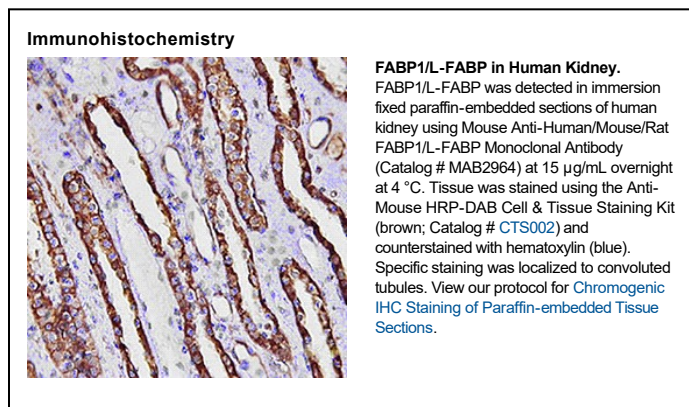 Immunohistochemistry
FABP1/L-FABP in Human Kidney.
FABP1/L-FABP was detected in immersion
fixed paraffin-embedded sections of human
kidney using Mouse Anti-Human/Mouse/Rat
FABP1/L-FABP Monoclonal Antibody
(Catalog # MAB2964) at 15 µg/mL overnight
at 4 °C. Tissue was stained using the Anti-
Mouse HRP-DAB Cell & Tissue Staining Kit
(brown; Catalog # CTS002) and
counterstained with hematoxylin (blue).
Specific staining was localized to convoluted
tubules. View our protocol for Chromogenic
IHC Staining of Paraffin-embedded Tissue
Sections.